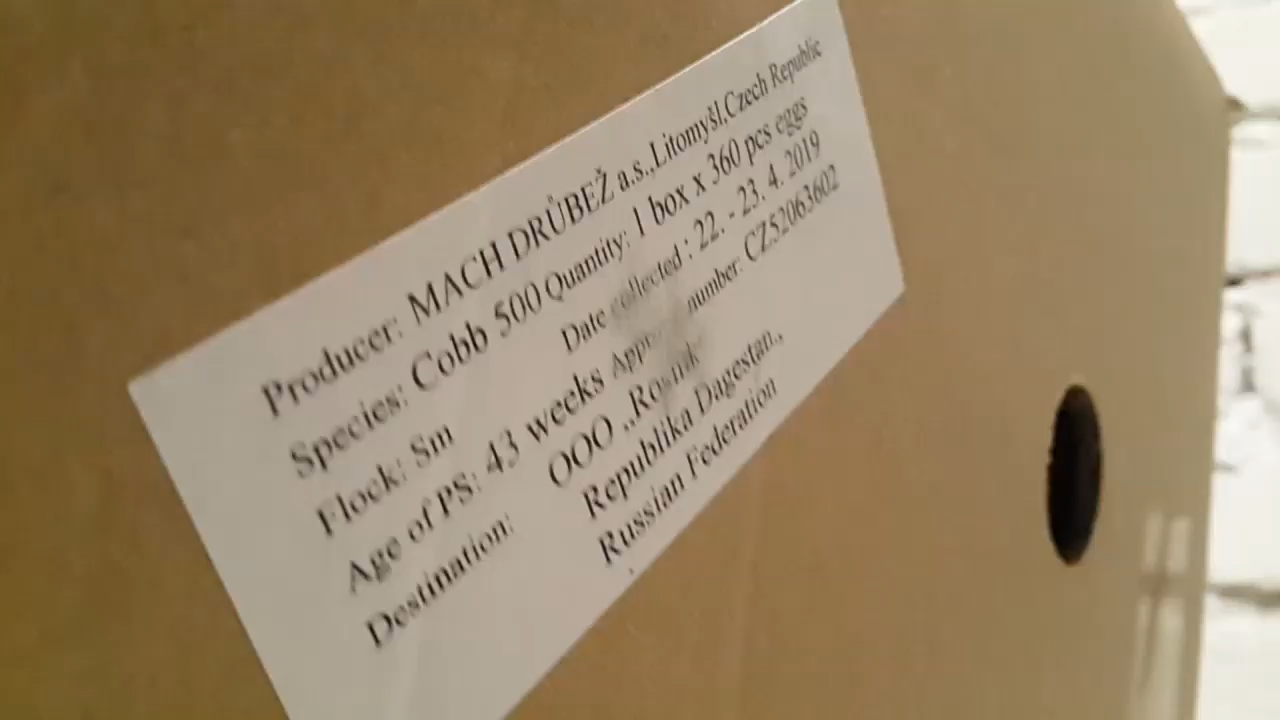 Producer: MACH DRŮBEŽ a.s.,Litomyšl,Czech Republic
Species: Cobb 500 Quantity: 1 box x 360 pcs eggs
Flock: Sm Date collected : 22. - 23. 4. 2019
Age of PS: 43 weeks number: CZ52063602
Destination: OOO
Republika Dagestan.,
Russian Federation